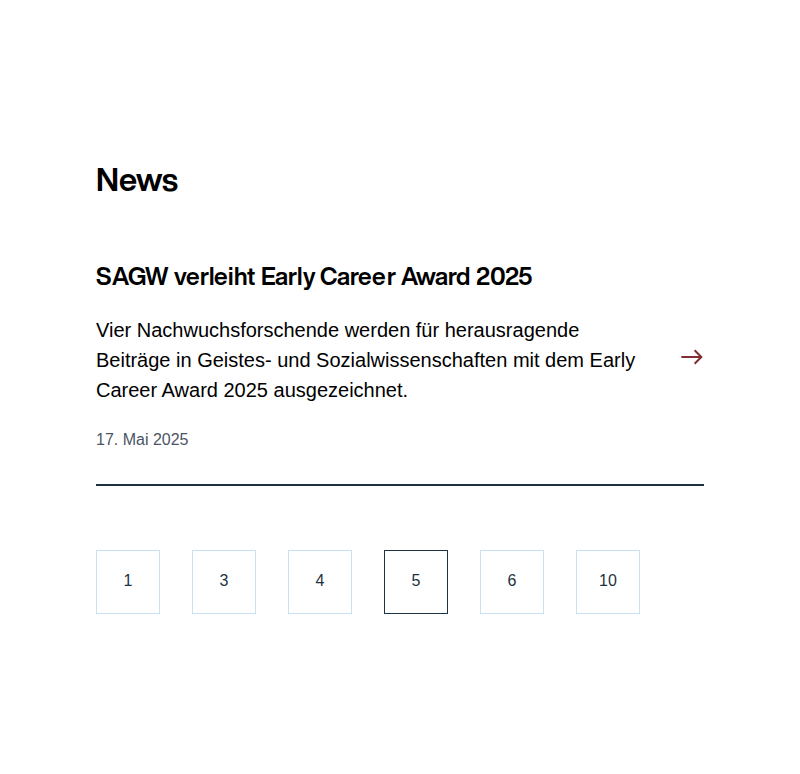 News
SAGW verleiht Early Career Award 2025
Vier Nachwuchsforschende werden für herausragende
Beiträge in Geistes- und Sozialwissenschaften mit dem Early
Career Award 2025 ausgezeichnet.
17. Mai 2025
1 3 4 5 6 10